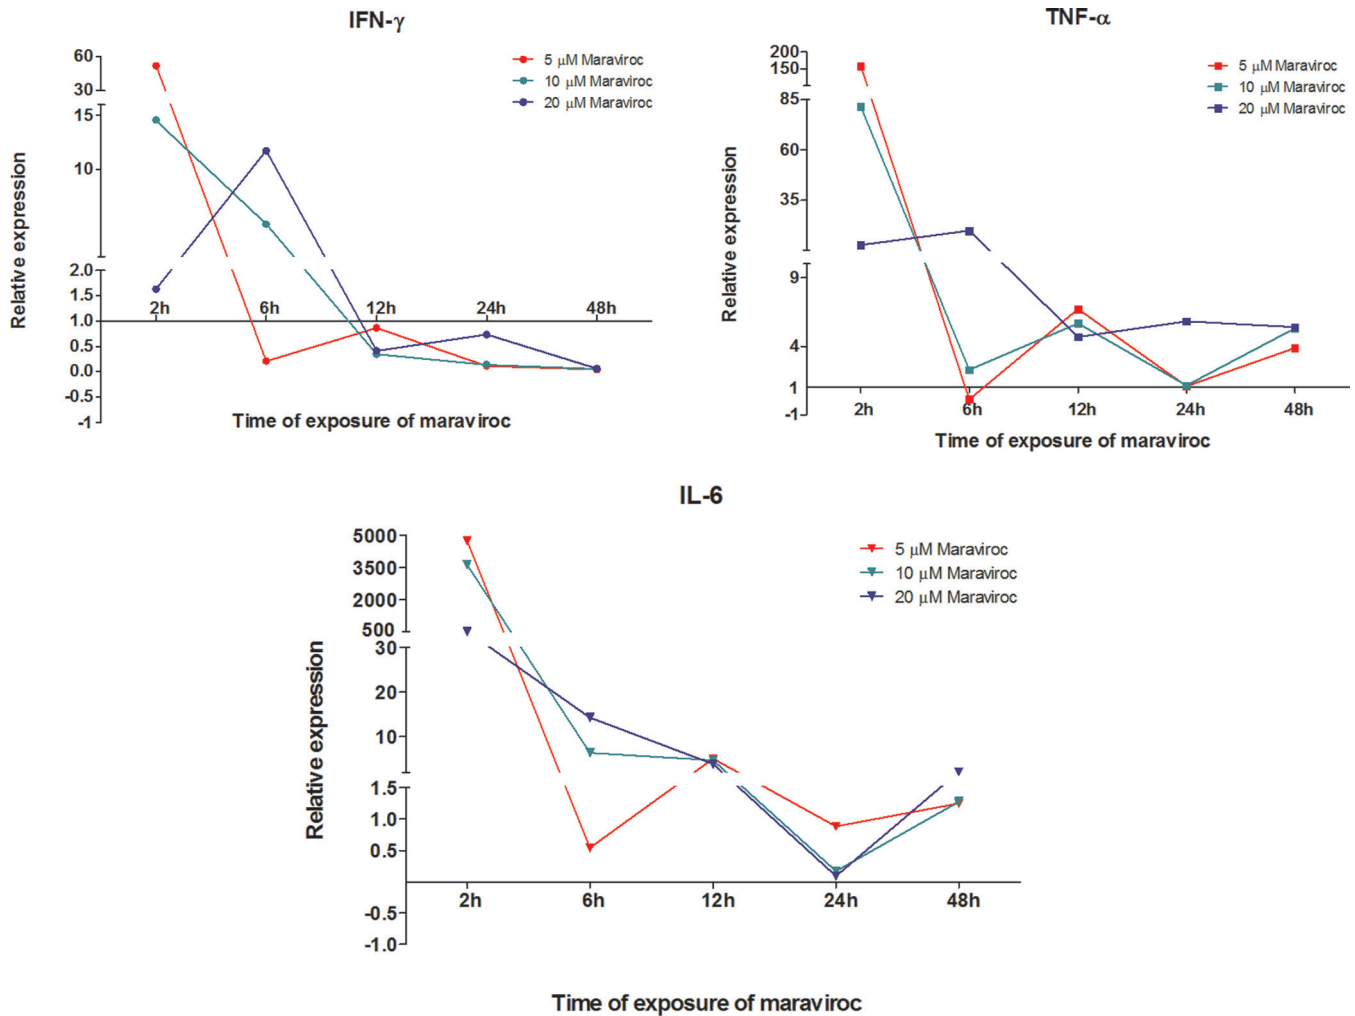 IFN-γ
60
30
15
10
2.0
1.5
1.0
0.5
0.0
-0.5
-1
Relative expression
5 μM Maraviroc
10 μM Maraviroc
20 μM Maraviroc
2h 6h 12h 24h 48h
Time of exposure of maraviroc
TNF-α
200
150
85
60
35
9
4
1
-1
Relative expression
5 μM Maraviroc
10 μM Maraviroc
20 μM Maraviroc
2h 6h 12h 24h 48h
Time of exposure of maraviroc
IL-6
5000
3500
2000
500
30
20
10
1.5
1.0
0.5
-0.5
-1.0
Relative expression
5 μM Maraviroc
10 μM Maraviroc
20 μM Maraviroc
2h 6h 12h 24h 48h
Time of exposure of maraviroc